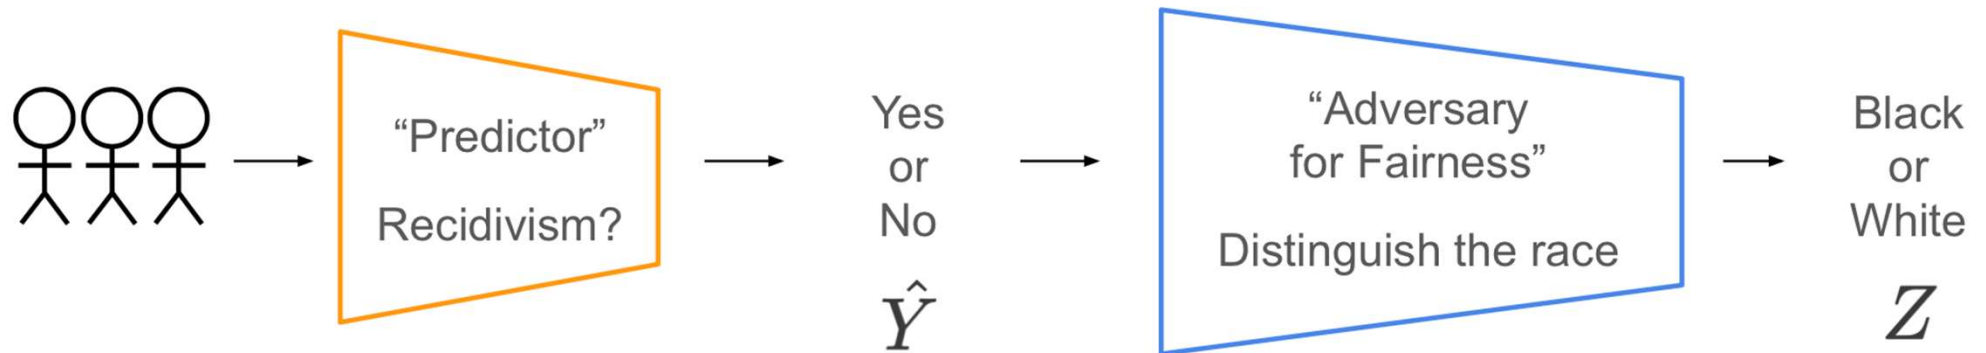 “Predictor”
Recidivism?
Yes
or
No
Ŷ
“Adversary
for Fairness”
Distinguish the race
Black
or
White
Z